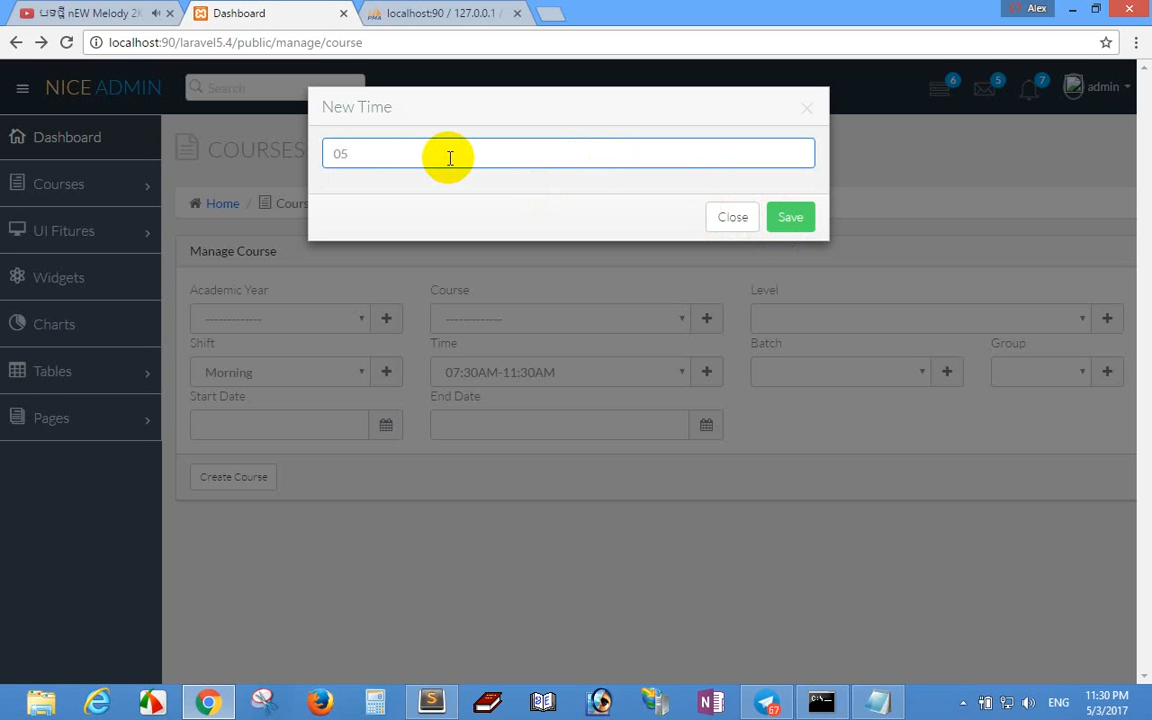 បទថ្មី nEW Melody 2K
Dashboard
localhost:90 / 127.0.0.1 /
Alex
localhost:90/laravel5.4/public/manage/course
NICE ADMIN
Search
6
5
7
admin
New Time
05
Close
Save
Dashboard
Courses
UI Fitures
Widgets
Charts
Tables
Pages
COURSES
Home
Cours
Manage Course
Academic Year
Course
Level
-------------
-------------
Shift
Time
Batch
Group
Morning
07:30AM-11:30AM
Start Date
End Date
Create Course
67
ENG
11:30 PM
5/3/2017